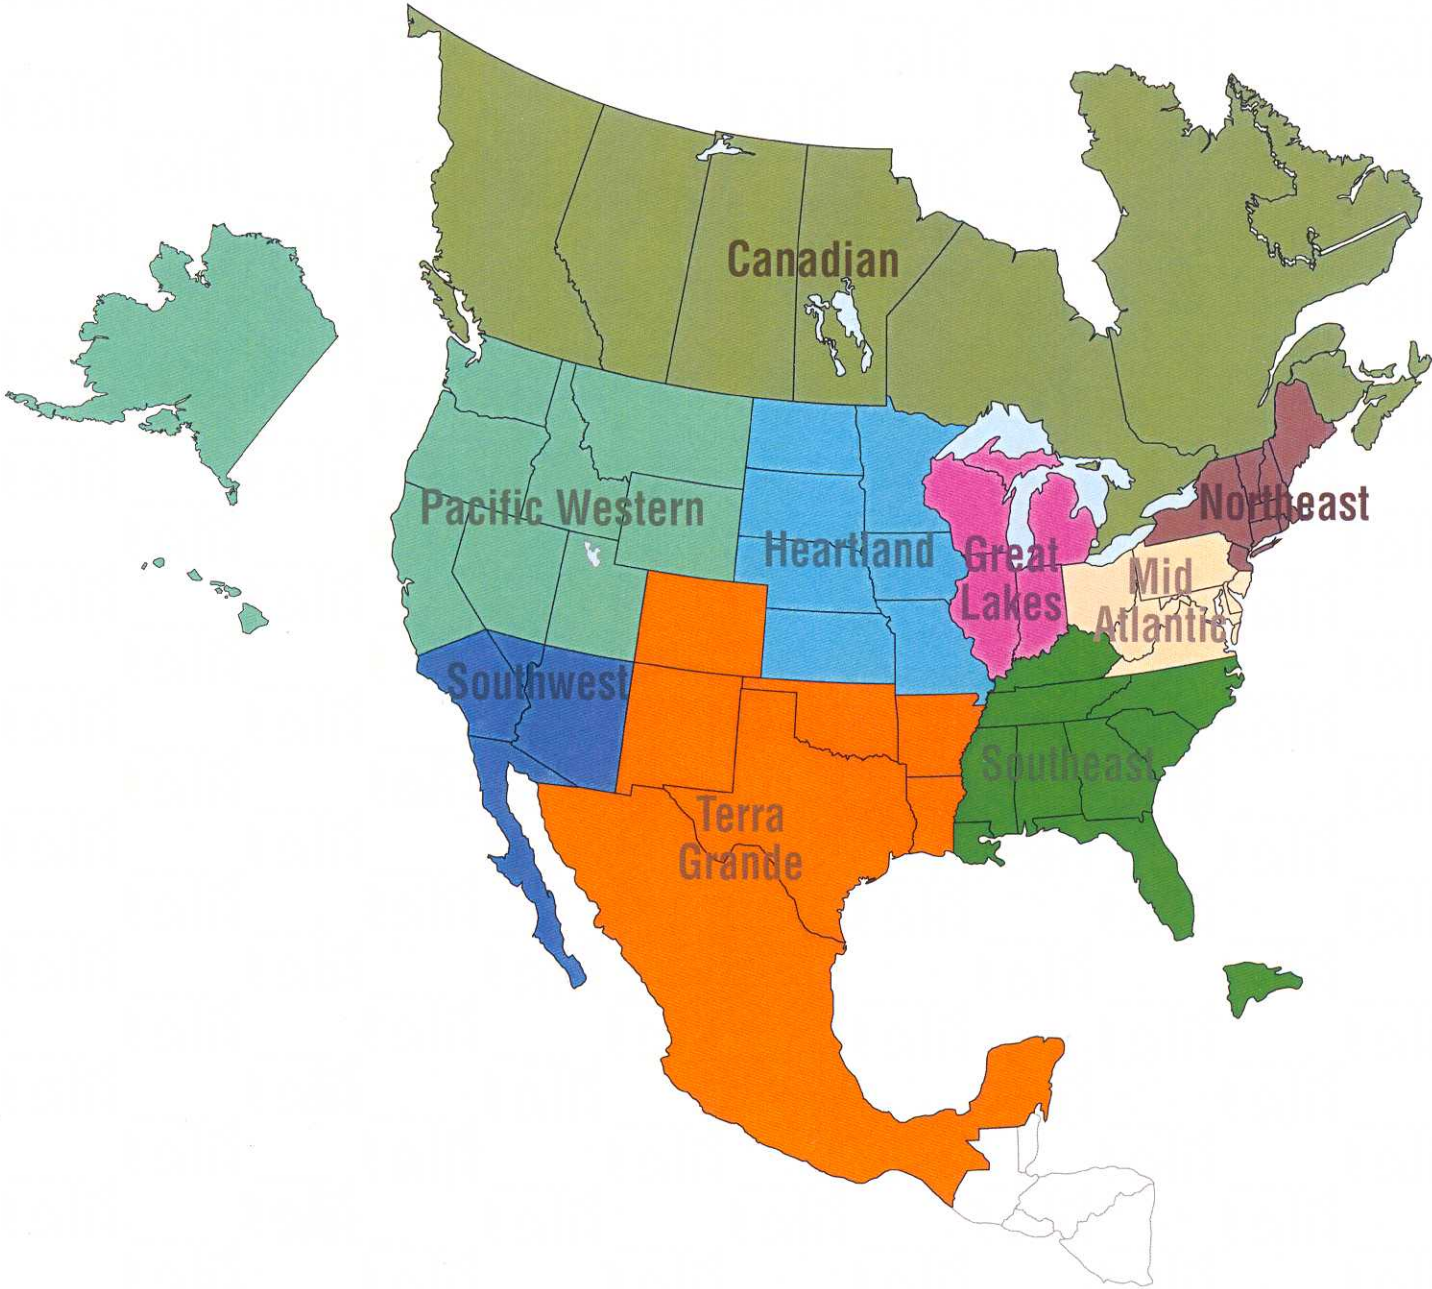 Canadian
Pacific Western
Northeast
Heartland
Great
Lakes
Mid
Atlantic
Southwest
Southeast
Terra
Grande